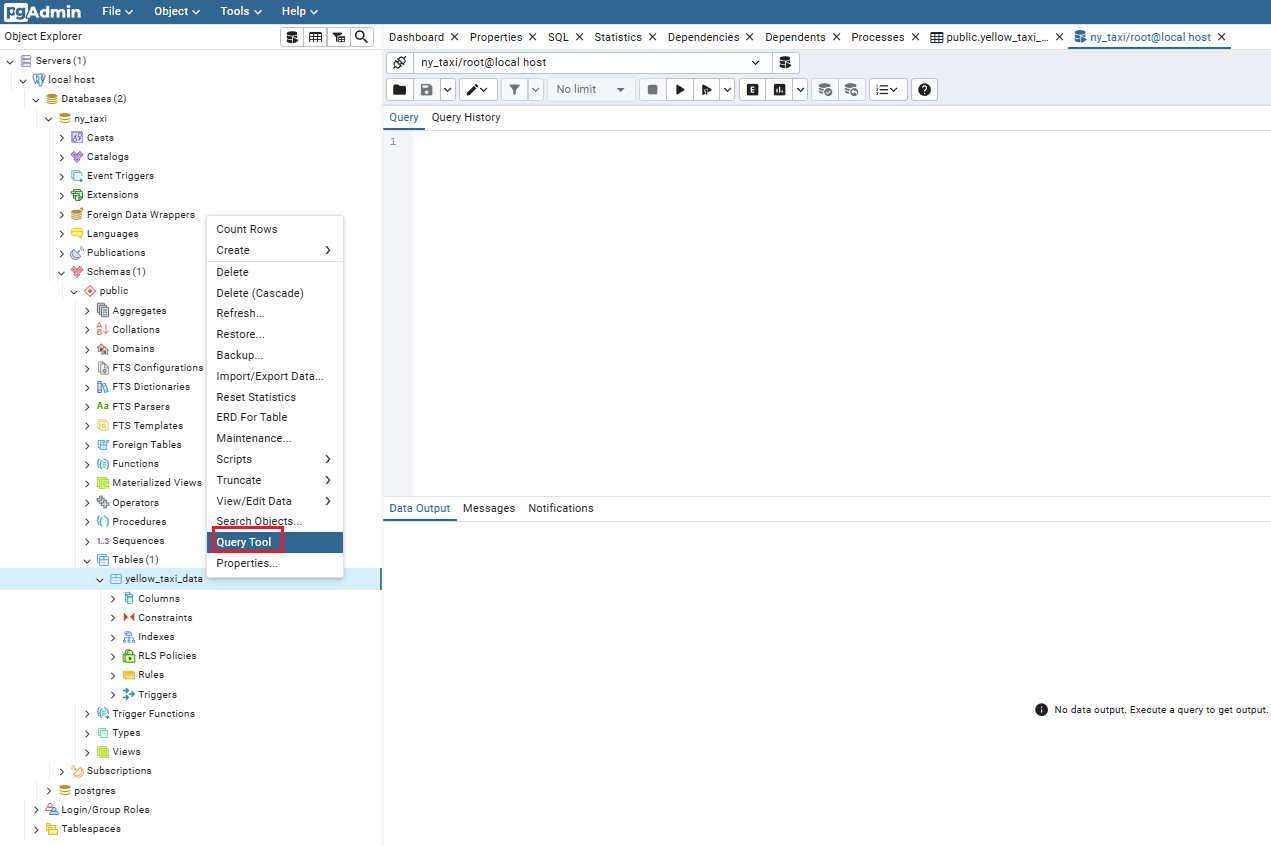 pgAdmin File Object Tools Help
Object Explorer
Servers (1)
local host
Databases (2)
ny_taxi
Casts
Catalogs
Event Triggers
Extensions
Foreign Data Wrappers
Languages
Publications
Schemas (1)
public
Aggregates
Collations
Domains
FTS Configurations
FTS Dictionaries
Aa FTS Parsers
FTS Templates
Foreign Tables
Functions
Materialized Views
Operators
Procedures
1..3 Sequences
Tables (1)
yellow_taxi_data
Columns
Constraints
Indexes
RLS Policies
Rules
Triggers
Trigger Functions
Types
Views
Subscriptions
postgres
Login/Group Roles
Tablespaces
Count Rows
Create
Delete
Delete (Cascade)
Refresh...
Restore...
Backup...
Import/Export Data...
Reset Statistics
ERD For Table
Maintenance...
Scripts
Truncate
View/Edit Data
Search Objects...
Query Tool
Properties...
Dashboard Properties SQL Statistics Dependencies Dependents Processes public.yellow_taxi_... ny_taxi/root@local host
ny_taxi/root@local host
No limit E
Query Query History
1
Data Output Messages Notifications
No data output. Execute a query to get output.